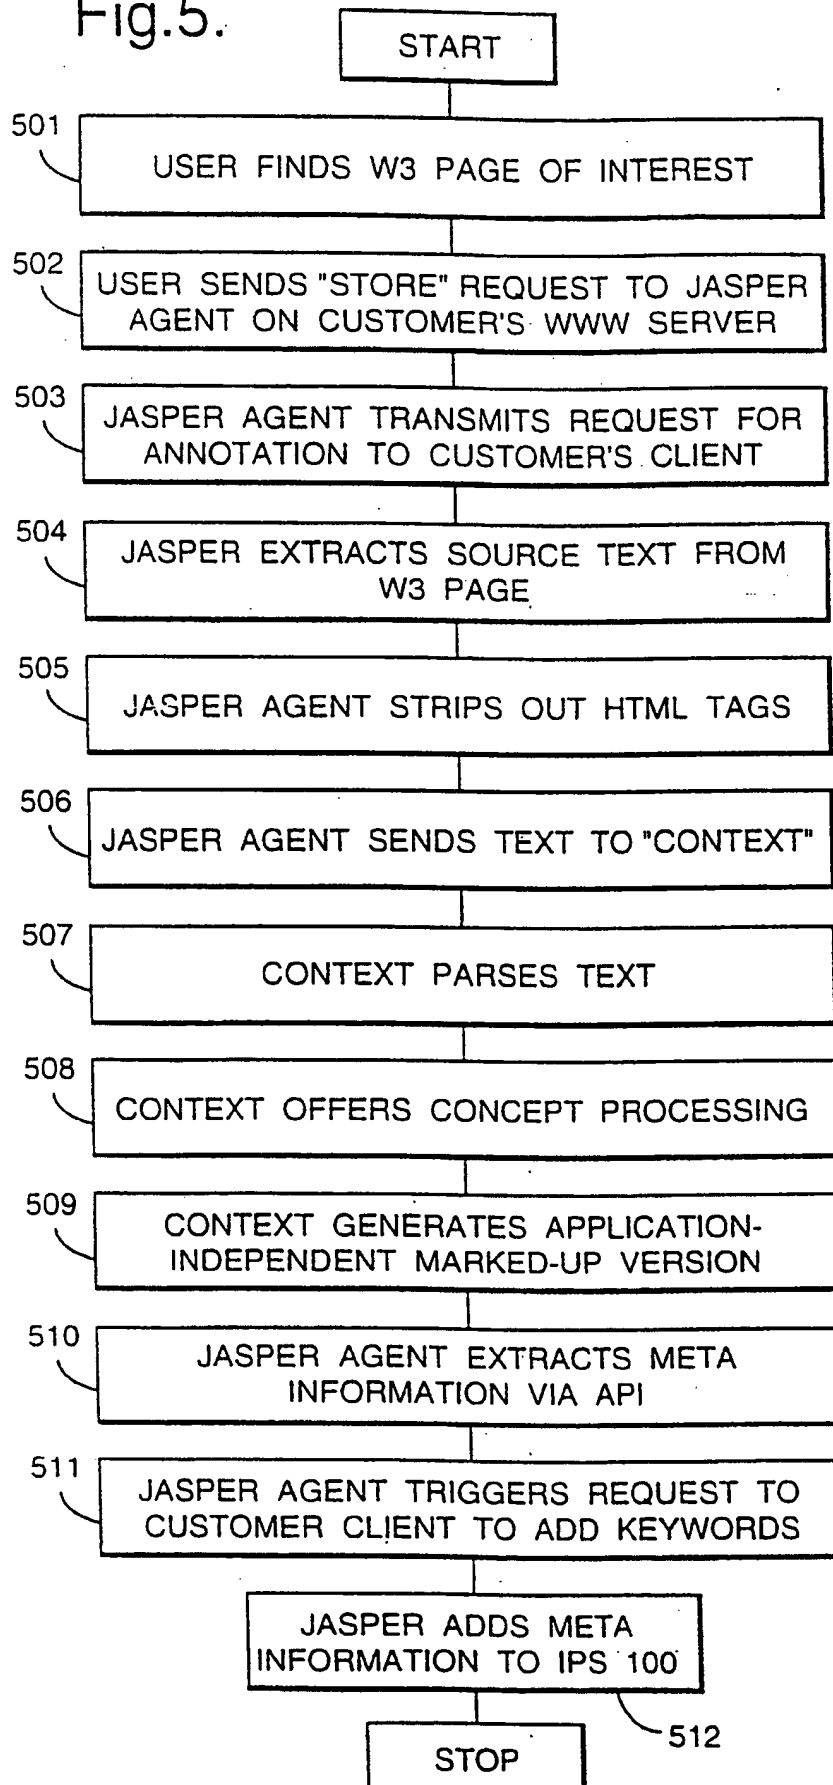 Fig.5.
START
501
USER FINDS W3 PAGE OF INTEREST
502
USER SENDS "STORE" REQUEST TO JASPER
AGENT ON CUSTOMER'S WWW SERVER
503
JASPER AGENT TRANSMITS REQUEST FOR
ANNOTATION TO CUSTOMER'S CLIENT
504
JASPER EXTRACTS SOURCE TEXT FROM
W3 PAGE
505
JASPER AGENT STRIPS OUT HTML TAGS
506
JASPER AGENT SENDS TEXT TO "CONTEXT"
507
CONTEXT PARSES TEXT
508
CONTEXT OFFERS CONCEPT PROCESSING
509
CONTEXT GENERATES APPLICATION-
INDEPENDENT MARKED-UP VERSION
510
JASPER AGENT EXTRACTS META
INFORMATION VIA API
511
JASPER AGENT TRIGGERS REQUEST TO
CUSTOMER CLIENT TO ADD KEYWORDS
JASPER ADDS META
INFORMATION TO IPS 100
512
STOP